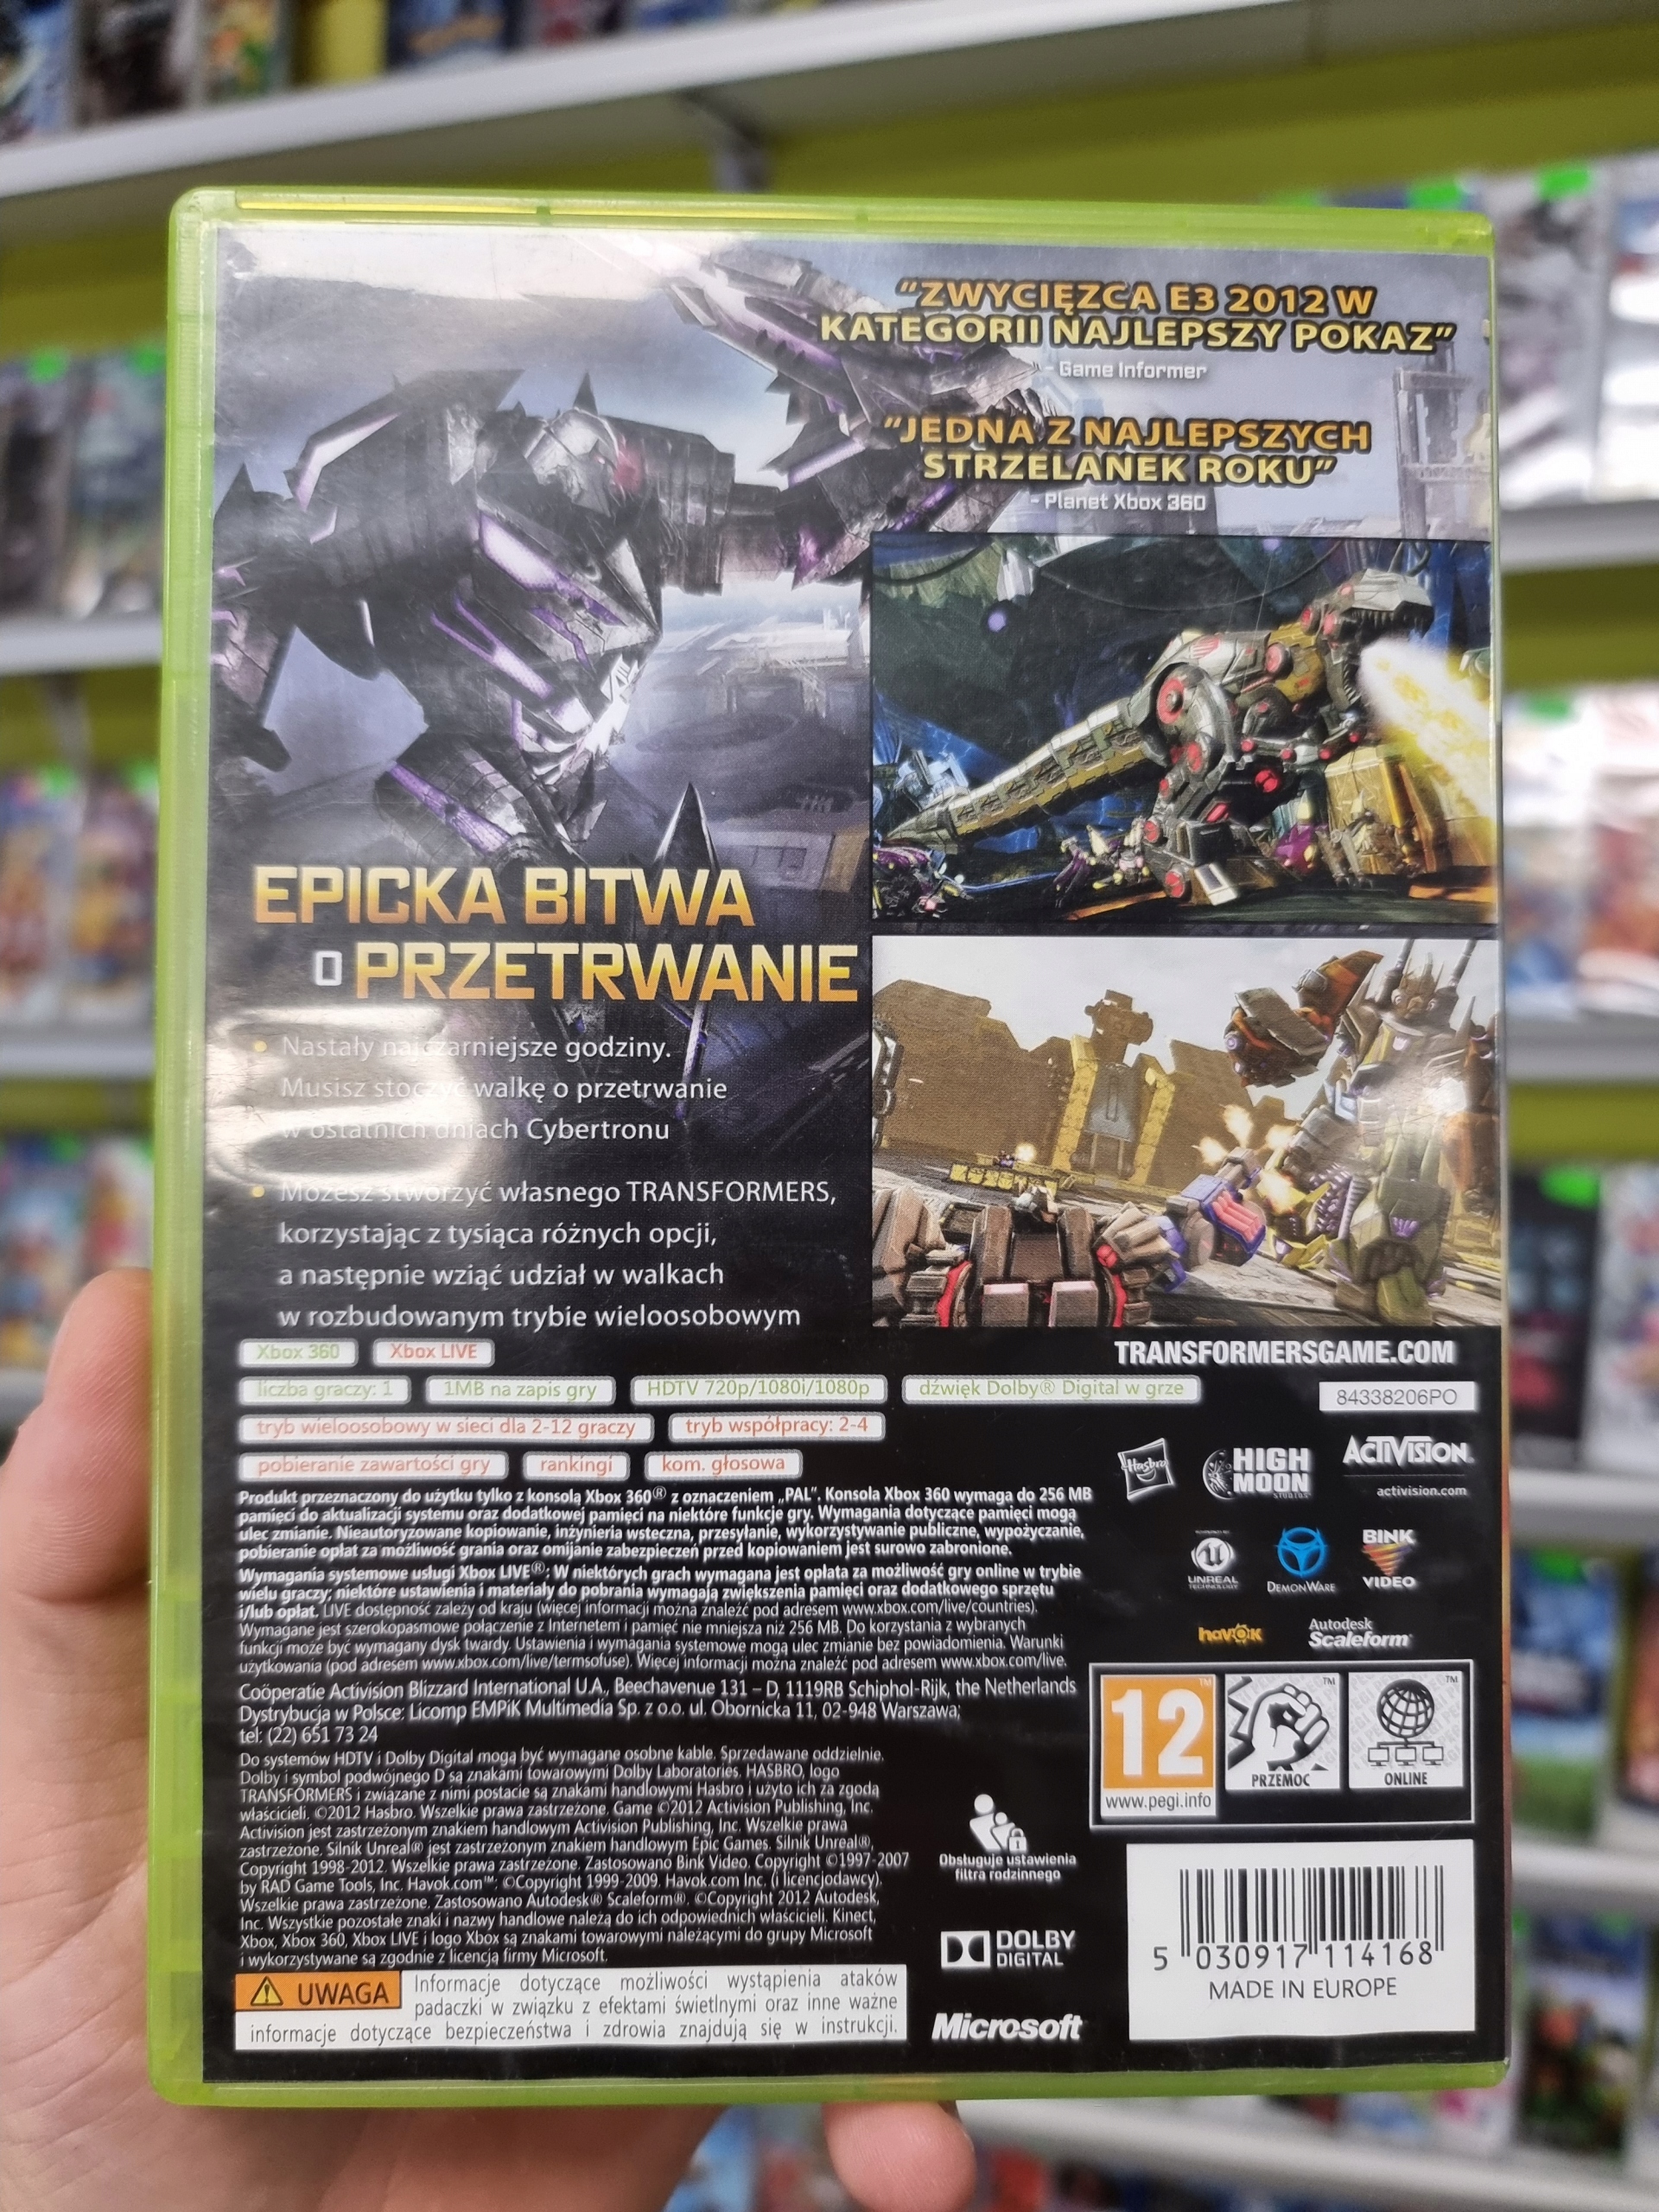 "ZWYCIĘZCA E3 2012 W
KATEGORII NAJLEPSZY POKAZ"
- Game Informer
"JEDNA Z NAJLEPSZYCH
STRZELANEK ROKU"
- Planet Xbox 360
EPICKA BITWA
O PRZETRWANIE
• Nastały najczarniejsze godziny.
Musisz stoczyć walkę o przetrwanie
w ostatnich dniach Cybertronu
• Możesz stworzyć własnego TRANSFORMERS,
korzystając z tysiąca różnych opcji,
a następnie wziąć udział w walkach
w rozbudowanym trybie wieloosobowym
TRANSFORMERSGAME.COM
Xbox 360 Xbox LIVE
liczba graczy: 1 1MB na zapis gry HDTV 720p/1080i/1080p dźwięk Dolby® Digital w grze
84338206PO
tryb wieloosobowy w sieci dla 2-12 graczy tryb współpracy: 2-4
pobieranie zawartości gry rankingi kom. głosowa
Hasbro HIGH MOON STUDIOS ACTIVISION
activision.com
Produkt przeznaczony do użytku tylko z konsolą Xbox 360® z oznaczeniem „PAL". Konsola Xbox 360 wymaga do 256 MB
pamięci do aktualizacji systemu oraz dodatkowej pamięci na niektóre funkcje gry. Wymagania dotyczące pamięci mogą
ulec zmianie. Nieautoryzowane kopiowanie, inżynieria wsteczna, przesyłanie, wykorzystywanie publiczne, wypożyczanie,
pobieranie opłat za możliwość grania oraz omijanie zabezpieczeń przed kopiowaniem jest surowo zabronione.
POWERED BY UNREAL TECHNOLOGY DEMONWARE BINK VIDEO
Wymagania systemowe usługi Xbox LIVE®: W niektórych grach wymagana jest opłata za możliwość gry online w trybie
wielu graczy; niektóre ustawienia i materiały do pobrania wymagają zwiększenia pamięci oraz dodatkowego sprzętu
i/lub opłat. LIVE dostępność zależy od kraju (więcej informacji można znaleźć pod adresem www.xbox.com/live/countries).
Wymagane jest szerokopasmowe połączenie z Internetem i pamięć nie mniejsza niż 256 MB. Do korzystania z wybranych
funkcji może być wymagany dysk twardy. Ustawienia i wymagania systemowe mogą ulec zmianie bez powiadomienia. Warunki
użytkowania (pod adresem www.xbox.com/live/termsofuse). Więcej informacji można znaleźć pod adresem www.xbox.com/live.
havok Autodesk Scaleform
Coöperatie Activision Blizzard International U.A., Beechavenue 131 – D, 1119RB Schiphol-Rijk, the Netherlands
Dystrybucja w Polsce: Licomp EMPiK Multimedia Sp. z o.o. ul. Obornicka 11, 02-948 Warszawa;
tel: (22) 651 73 24
Do systemów HDTV i Dolby Digital mogą być wymagane osobne kable. Sprzedawane oddzielnie.
Dolby i symbol podwójnego D są znakami towarowymi Dolby Laboratories. HASBRO, logo
TRANSFORMERS i związane z nimi postacie są znakami handlowymi Hasbro i użyto ich za zgodą
właścicieli. ©2012 Hasbro. Wszelkie prawa zastrzeżone. Game ©2012 Activision Publishing, Inc.
Activision jest zastrzeżonym znakiem handlowym Activision Publishing, Inc. Wszelkie prawa
zastrzeżone. Silnik Unreal® jest zastrzeżonym znakiem handlowym Epic Games. Silnik Unreal®,
Copyright 1998-2012. Wszelkie prawa zastrzeżone. Zastosowano Bink Video. Copyright ©1997-2007
by RAD Game Tools, Inc. Havok.com™; ©Copyright 1999-2009. Havok.com Inc. (i licencjodawcy).
Wszelkie prawa zastrzeżone. Zastosowano Autodesk® Scaleform®. ©Copyright 2012 Autodesk,
Inc. Wszystkie pozostałe znaki i nazwy handlowe należą do ich odpowiednich właścicieli. Kinect,
Xbox, Xbox 360, Xbox LIVE i logo Xbox są znakami towarowymi należącymi do grupy Microsoft
i wykorzystywane są zgodnie z licencją firmy Microsoft.
12 ™
www.pegi.info
PRZEMOC ™
ONLINE ™
Obsługuje ustawienia
filtra rodzinnego
DOLBY
DIGITAL
Microsoft
5 030917 114168
MADE IN EUROPE
UWAGA Informacje dotyczące możliwości wystąpienia ataków
padaczki w związku z efektami świetlnymi oraz inne ważne
informacje dotyczące bezpieczeństwa i zdrowia znajdują się w instrukcji.